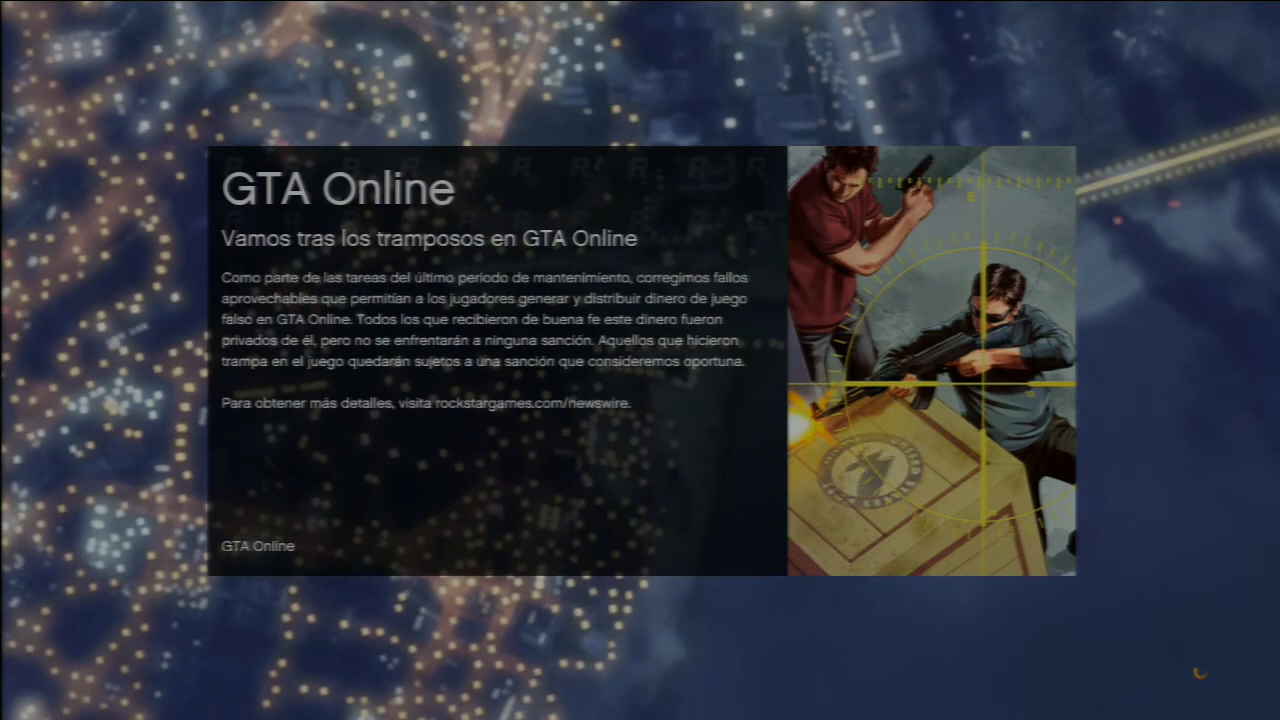 GTA Online
Vamos tras los tramposos en GTA Online
Como parte de las tareas del último periodo de mantenimiento, corregimos fallos
aprovechables que permitían a los jugadores generar y distribuir dinero de juego
falso en GTA Online. Todos los que recibieron de buena fe este dinero fueron
privados de él, pero no se enfrentarán a ninguna sanción. Aquellos que hicieron
trampa en el juego quedarán sujetos a una sanción que consideremos oportuna.
Para obtener más detalles, visita rockstargames.com/newswire.
GTA Online
E